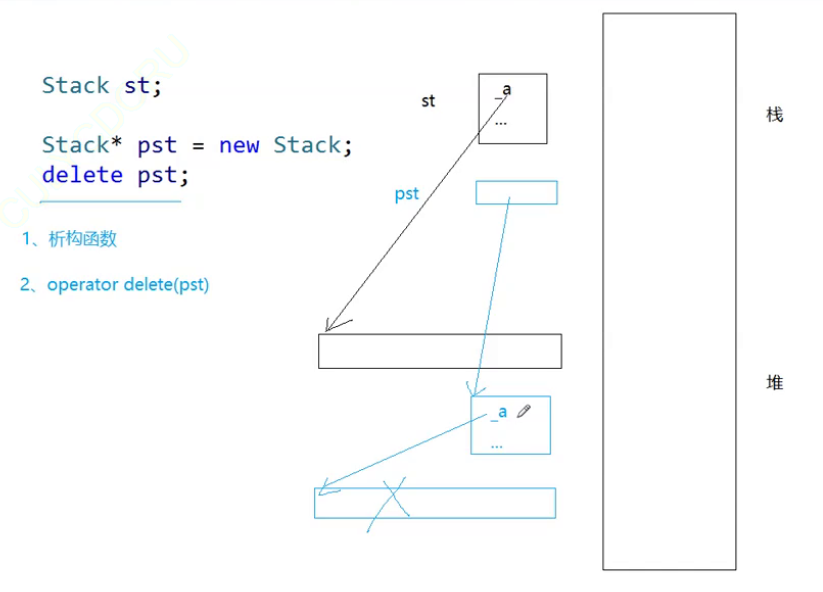 Stack st;
Stack* pst = new Stack;
delete pst;
1、析构函数
2、operator delete(pst)
st
_a
...
pst
_a
...
栈
堆